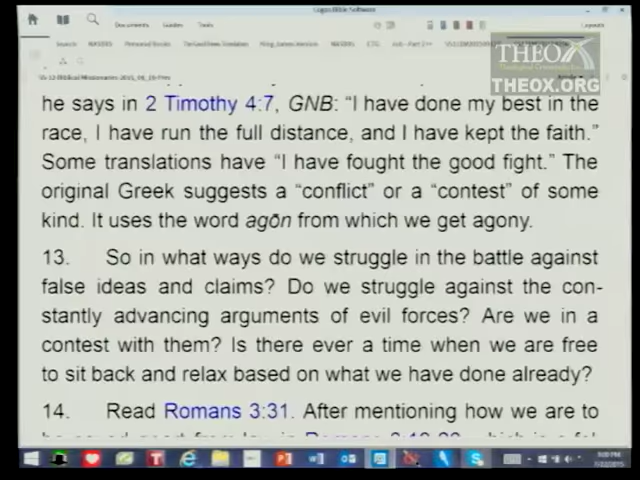 Logos Bible Software
Documents Guides Tools
Layouts
THEOX
THEOX.ORG
he says in 2 Timothy 4:7, GNB: “I have done my best in the
race, I have run the full distance, and I have kept the faith.”
Some translations have “I have fought the good fight.” The
original Greek suggests a “conflict” or a “contest” of some
kind. It uses the word agōn from which we get agony.
13. So in what ways do we struggle in the battle against
false ideas and claims? Do we struggle against the con-
stantly advancing arguments of evil forces? Are we in a
contest with them? Is there ever a time when we are free
to sit back and relax based on what we have done already?
14. Read Romans 3:31. After mentioning how we are to